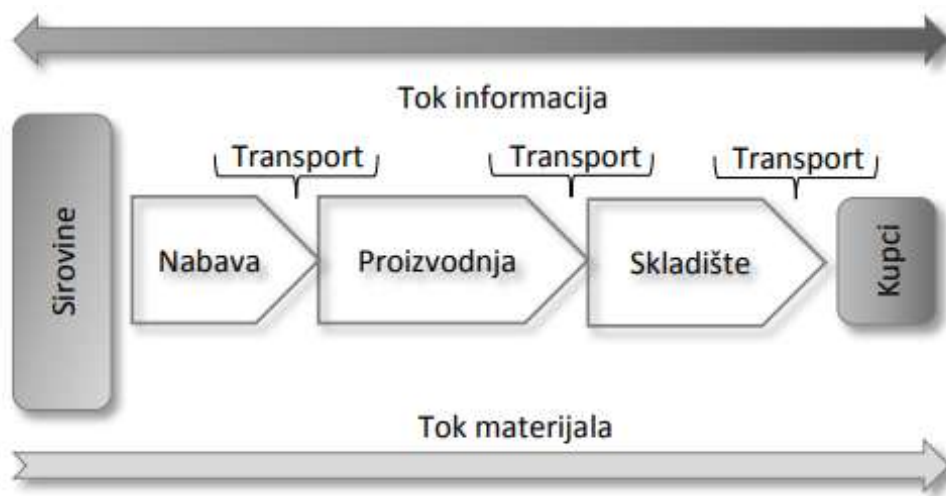 Tok informacija
Transport
Transport
Transport
Sirovine
Nabava
Proizvodnja
Skladište
Kupci
Tok materijala